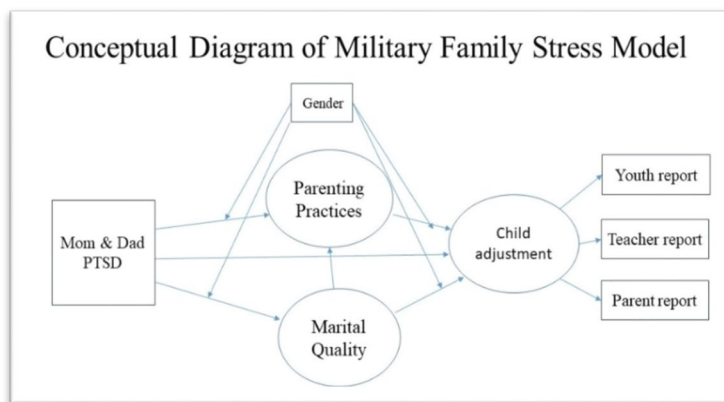 Conceptual Diagram of Military Family Stress Model
Gender
Parenting
Practices
Mom & Dad
PTSD
Child
adjustment
Marital
Quality
Youth report
Teacher report
Parent report